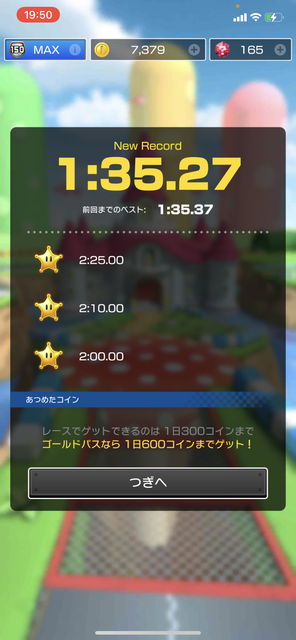 19:50
150 MAX i 7,379 + 165 +
New Record
1:35.27
前回までのベスト: 1:35.37
2:25.00
2:10.00
2:00.00
あつめたコイン
レースでゲットできるのは 1日300コインまで
ゴールドパスなら 1日600コインまでゲット！
つぎへ